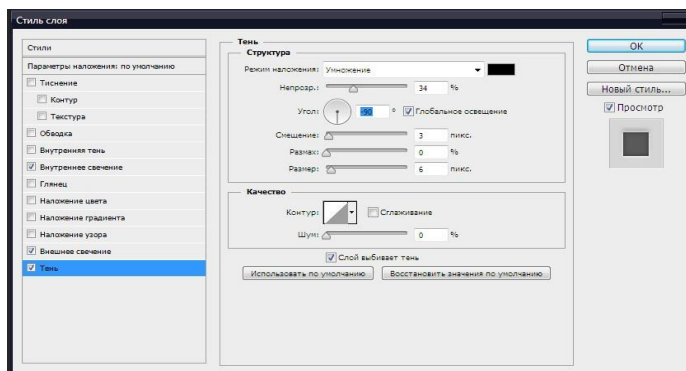 Стиль слоя
Стили
Параметры наложения: по умолчанию
Тиснение
Контур
Текстура
Обводка
Внутренняя тень
Внутреннее свечение
Глянец
Наложение цвета
Наложение градиента
Наложение узора
Внешнее свечение
Тень
Тень
Структура
Режим наложения: Умножение
Непрозр.: 34 %
Угол: -90 ° Глобальное освещение
Смещение: 3 пикс.
Размах: 0 %
Размер: 6 пикс.
Качество
Контур: Сглаживание
Шум: 0 %
Слой выбивает тень
Использовать по умолчанию Восстановить значения по умолчанию
OK
Отмена
Новый стиль...
Просмотр